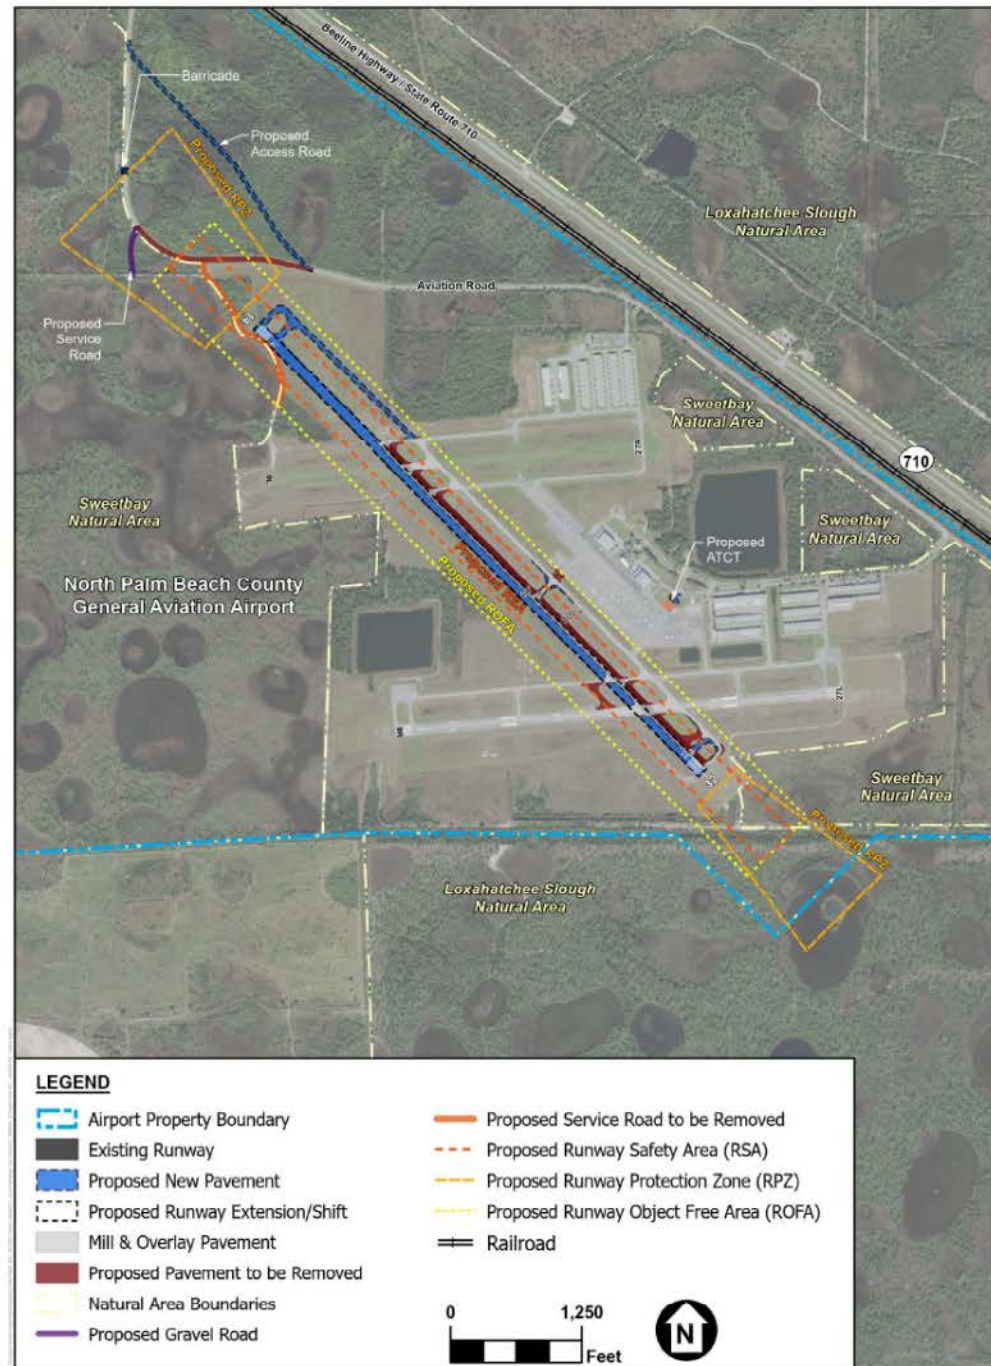 Beeline Highway / State Route 710
Barricade
Proposed
Access Road
Proposed RPZ
Loxahatchee Slough
Natural Area
Aviation Road
Proposed
Service
Road
Sweetbay
Natural Area
27R
710
Sweetbay
Natural Area
Sweetbay
Natural Area
Proposed
ATCT
North Palm Beach County
General Aviation Airport
Proposed RSA
Proposed ROFA
27L
Sweetbay
Natural Area
Proposed RPZ
Loxahatchee Slough
Natural Area
LEGEND
Airport Property Boundary
Existing Runway
Proposed New Pavement
Proposed Runway Extension/Shift
Mill & Overlay Pavement
Proposed Pavement to be Removed
Natural Area Boundaries
Proposed Gravel Road
Proposed Service Road to be Removed
Proposed Runway Safety Area (RSA)
Proposed Runway Protection Zone (RPZ)
Proposed Runway Object Free Area (ROFA)
Railroad
0 1,250
Feet
N